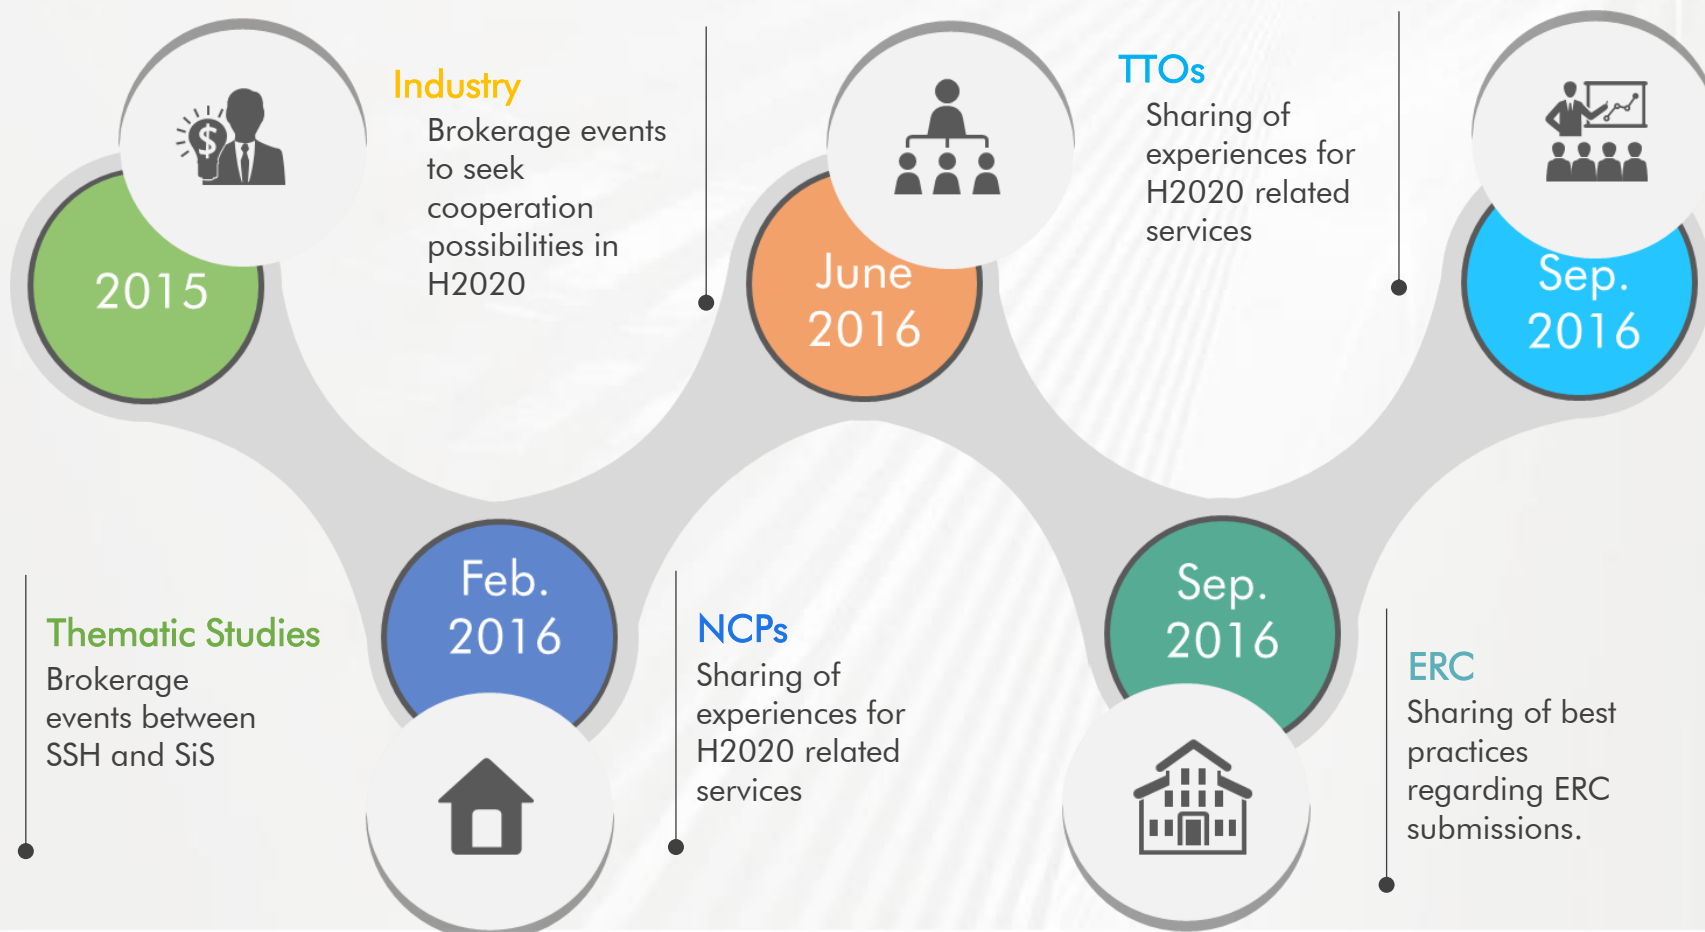 2015
Thematic Studies
Brokerage
events between
SSH and SiS
Industry
Brokerage events
to seek
cooperation
possibilities in
H2020
Feb.
2016
June
2016
NCPs
Sharing of
experiences for
H2020 related
services
TTOs
Sharing of
experiences for
H2020 related
services
Sep.
2016
Sep.
2016
ERC
Sharing of best
practices
regarding ERC
submissions.
$